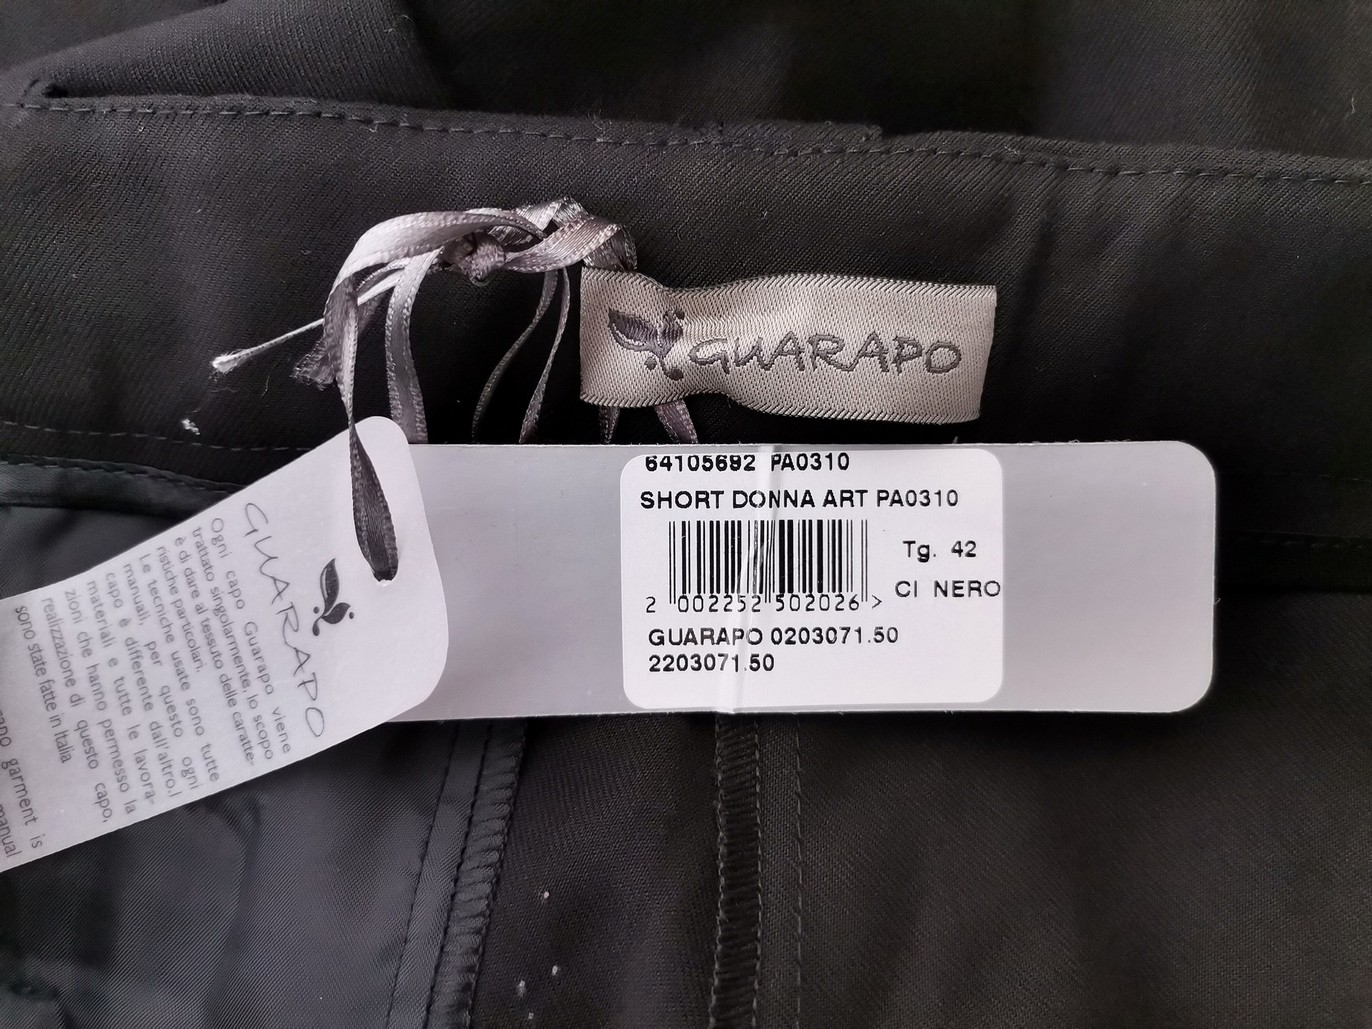 GUARAPO
64105692 PA0310
SHORT DONNA ART PA0310
Tg. 42
CI NERO
2 002252 502026 >
GUARAPO 0203071.50
2203071.50
GUARAPO
Ogni capo Guarapo viene
trattato singolarmente, lo scopo
è di dare al tessuto delle caratte-
ristiche particolari.
Le tecniche usate sono tutte
manuali, per questo ogni
capo è differente dall'altro.I
materiali e tutte le lavora-
zioni che hanno permesso la
realizzazione di questo capo,
sono state fatte in Italia
garment is
manual